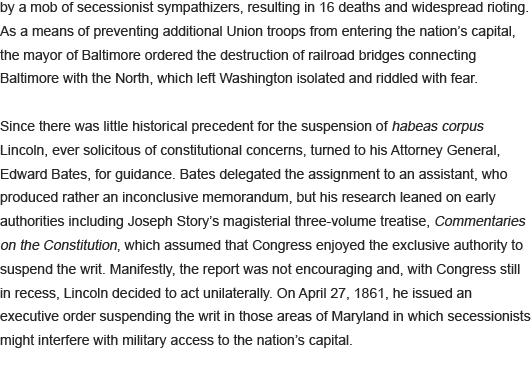 by a mob of secessionist sympathizers, resulting in 16 deaths and widespread rioting.
As a means of preventing additional Union troops from entering the nation’s capital,
the mayor of Baltimore ordered the destruction of railroad bridges connecting
Baltimore with the North, which left Washington isolated and riddled with fear.
Since there was little historical precedent for the suspension of habeas corpus
Lincoln, ever solicitous of constitutional concerns, turned to his Attorney General,
Edward Bates, for guidance. Bates delegated the assignment to an assistant, who
produced rather an inconclusive memorandum, but his research leaned on early
authorities including Joseph Story’s magisterial three-volume treatise, Commentaries
on the Constitution, which assumed that Congress enjoyed the exclusive authority to
suspend the writ. Manifestly, the report was not encouraging and, with Congress still
in recess, Lincoln decided to act unilaterally. On April 27, 1861, he issued an
executive order suspending the writ in those areas of Maryland in which secessionists
might interfere with military access to the nation’s capital.